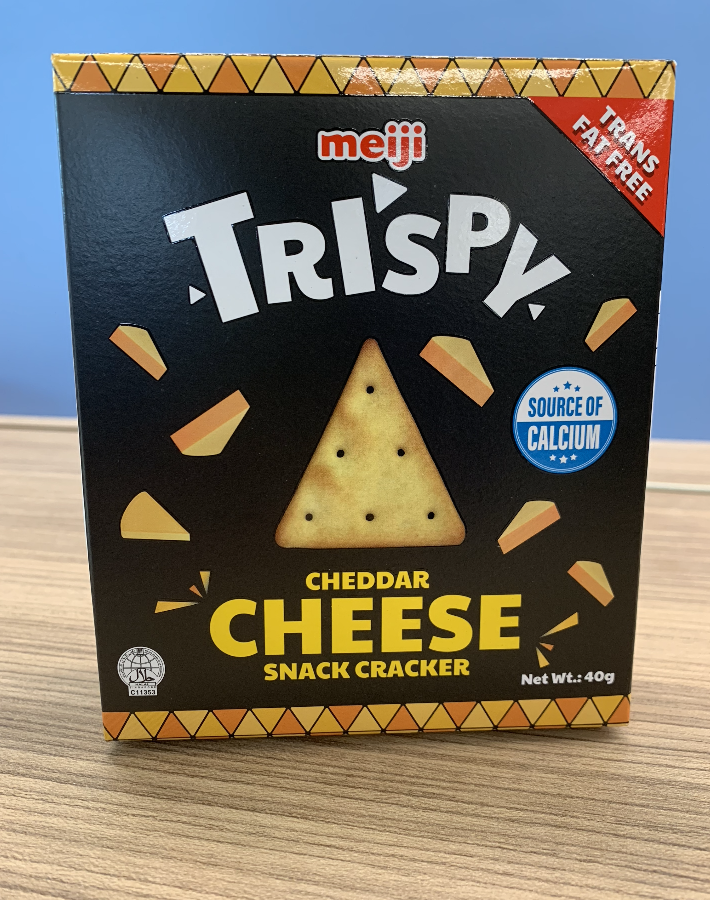 meiji
TRANS
FAT FREE
TRISPY
SOURCE OF
CALCIUM
CHEDDAR
CHEESE
SNACK CRACKER
Net Wt.: 40g
C11353